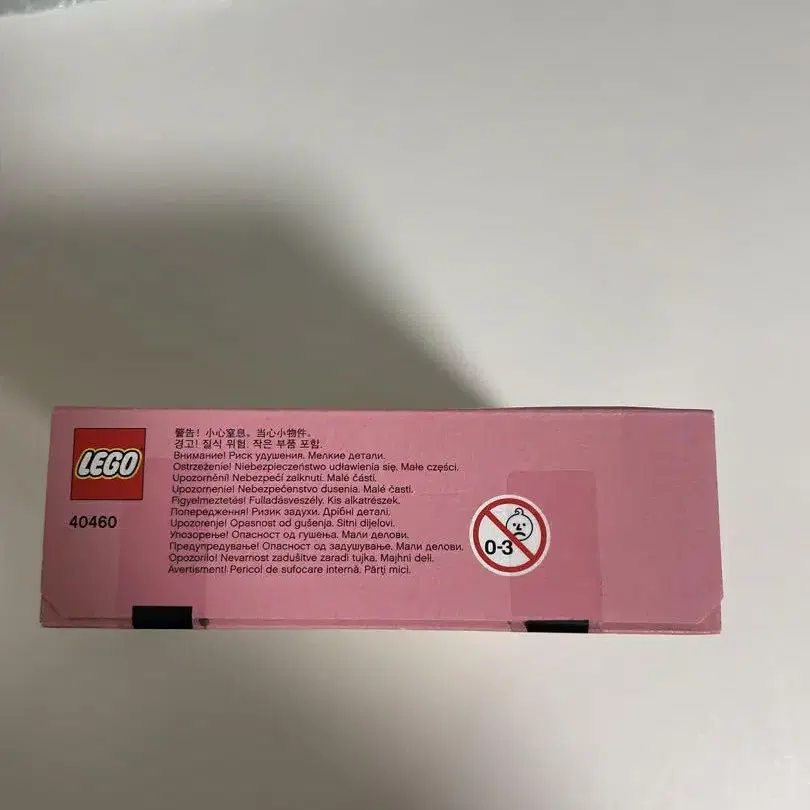 LEGO
40460
警告！小心窒息。当心小物件。
경고! 질식 위험. 작은 부품 포함.
Внимание! Риск удушения. Мелкие детали.
Ostrzeżenie! Niebezpieczeństwo udławienia się. Małe części.
Upozornění! Nebezpečí zalknutí. Malé části.
Upozornenie! Nebezpečenstvo dusenia. Malé časti.
Figyelmeztetés! Fulladásveszély. Kis alkatrészek.
Попередження! Ризик задухи. Дрібні деталі.
Upozorenje! Opasnost od gušenja. Sitni dijelovi.
Упозорење! Опасност од гушења. Мали делови.
Предупредување! Опасност од задушување. Мали делови.
Opozorilo! Nevarnost zadušitve zaradi tujka. Majhni deli.
Avertisment! Pericol de sufocare internă. Părţi mici.
0-3